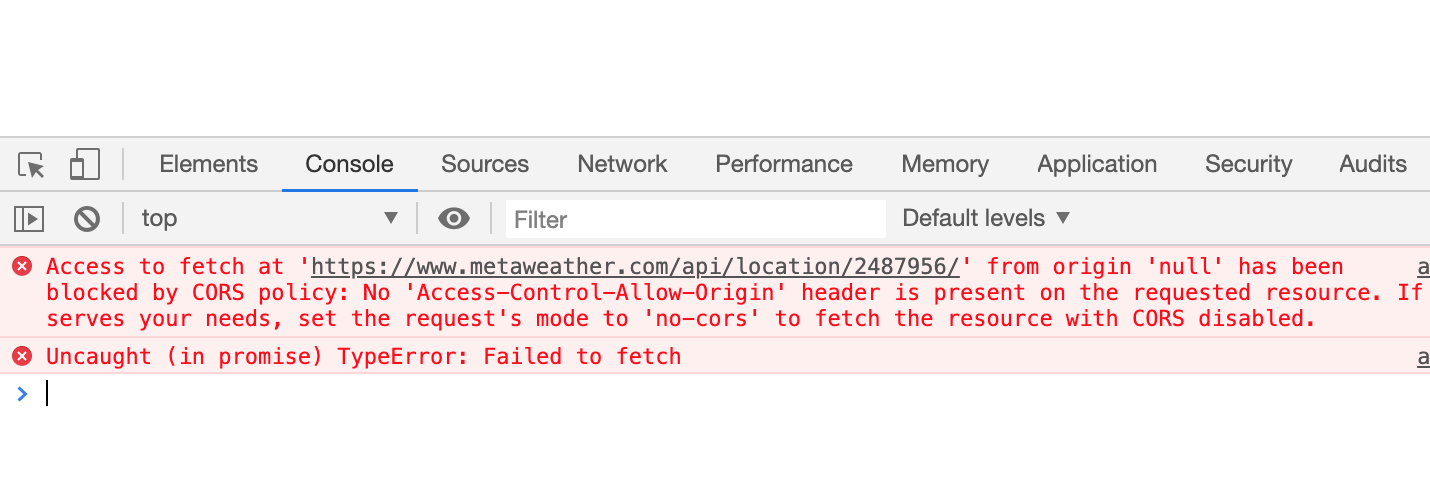 Elements Console Sources Network Performance Memory Application Security Audits
top Filter Default levels
Access to fetch at 'https://www.metaweather.com/api/location/2487956/' from origin 'null' has been a
blocked by CORS policy: No 'Access-Control-Allow-Origin' header is present on the requested resource. If
serves your needs, set the request's mode to 'no-cors' to fetch the resource with CORS disabled.
Uncaught (in promise) TypeError: Failed to fetch a